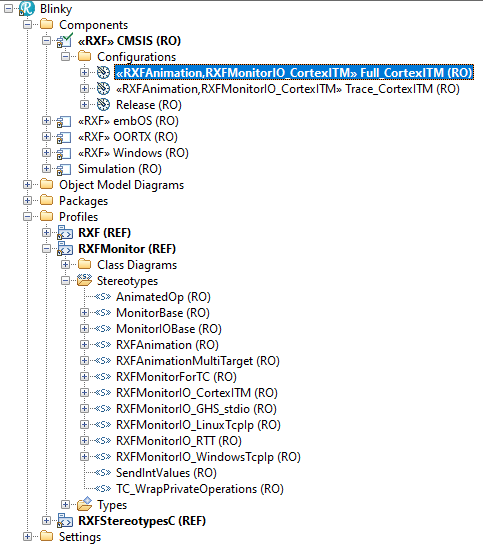 Blinky
Components
«RXF» CMSIS (RO)
Configurations
«RXFAnimation,RXFMonitorIO_CortexITM» Full_CortexITM (RO)
«RXFAnimation,RXFMonitorIO_CortexITM» Trace_CortexITM (RO)
Release (RO)
«RXF» embOS (RO)
«RXF» OORTX (RO)
«RXF» Windows (RO)
Simulation (RO)
Object Model Diagrams
Packages
Profiles
RXF (REF)
RXFMonitor (REF)
Class Diagrams
Stereotypes
«S» AnimatedOp (RO)
«S» MonitorBase (RO)
«S» MonitorIOBase (RO)
«S» RXFAnimation (RO)
«S» RXFAnimationMultiTarget (RO)
«S» RXFMonitorForTC (RO)
«S» RXFMonitorIO_CortexITM (RO)
«S» RXFMonitorIO_GHS_stdio (RO)
«S» RXFMonitorIO_LinuxTcpIp (RO)
«S» RXFMonitorIO_RTT (RO)
«S» RXFMonitorIO_WindowsTcpIp (RO)
«S» SendIntValues (RO)
«S» TC_WrapPrivateOperations (RO)
Types
RXFStereotypesC (REF)
Settings